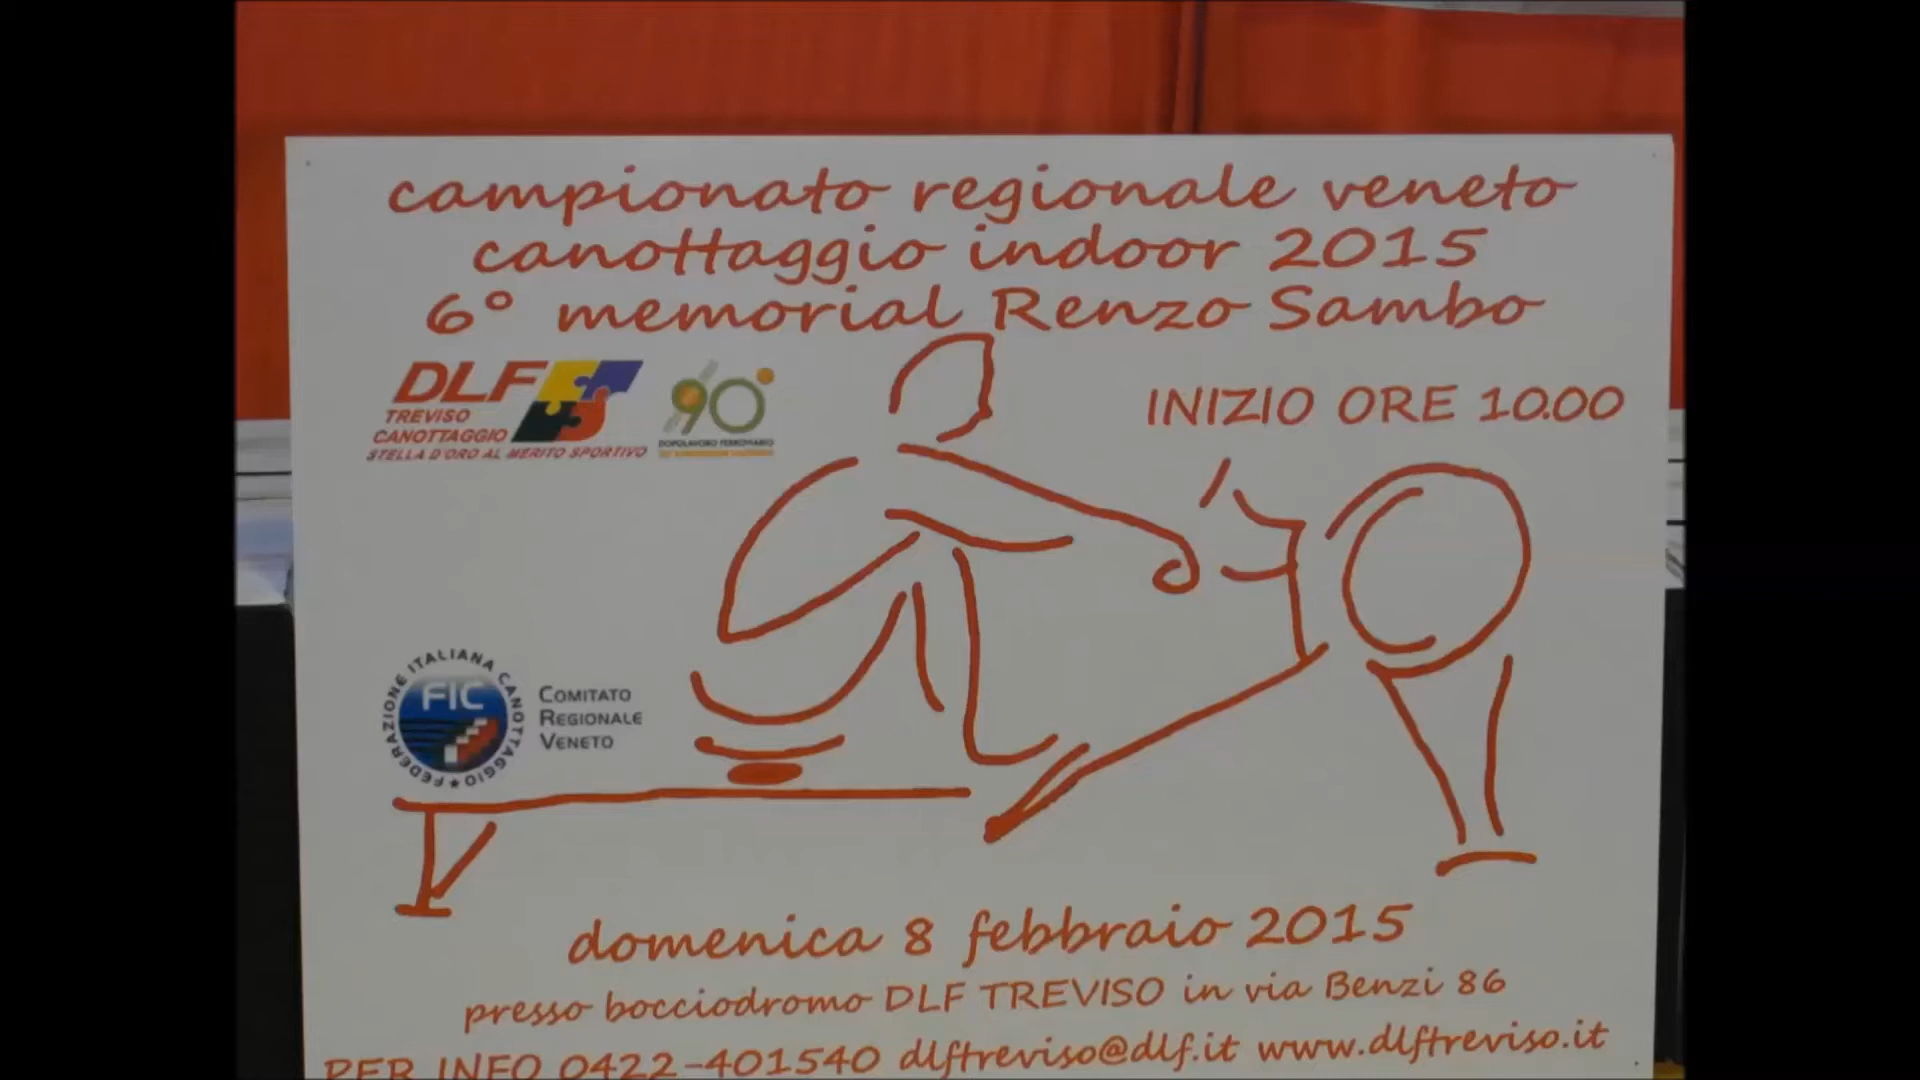 campionato regionale veneto
canottaggio indoor 2015
6° memorial Renzo Sambo
DLF
TREVISO
CANOTTAGGIO
STELLA D'ORO AL MERITO SPORTIVO
90°
DOPOLAVORO FERROVIARIO
INIZIO ORE 10.00
FEDERAZIONE ITALIANA CANOTTAGGIO
FIC
COMITATO
REGIONALE
VENETO
domenica 8 febbraio 2015
presso bocciodromo DLF TREVISO in via Benzi 86
PER INFO 0422-401540 dlftreviso@dlf.it www.dlftreviso.it